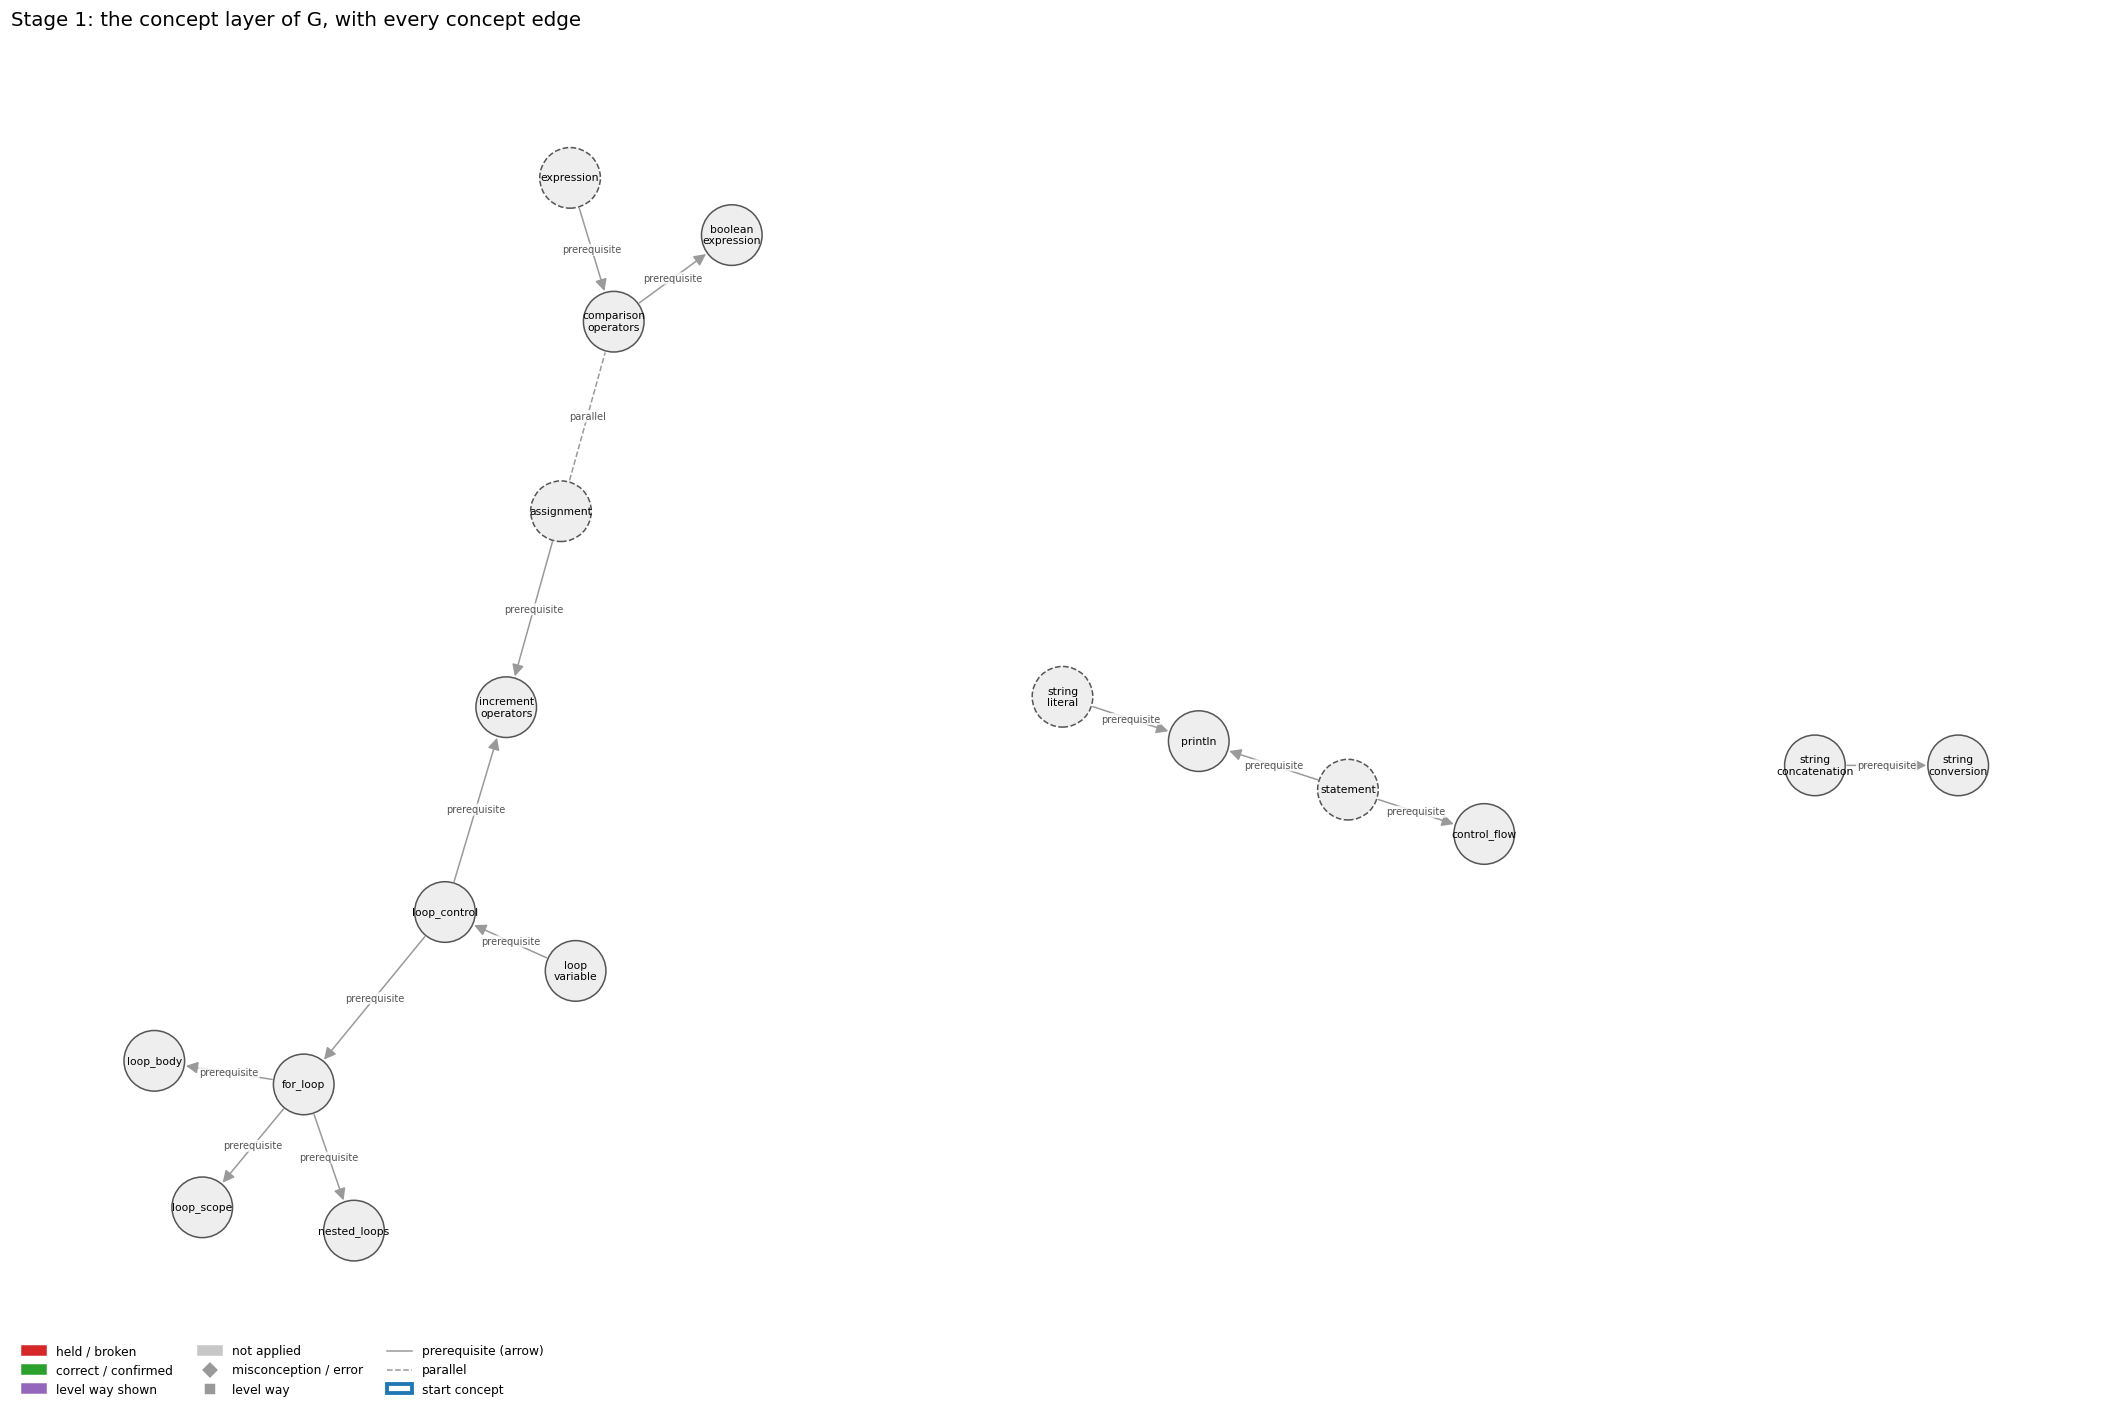 Stage 1: the concept layer of G, with every concept edge
expression
boolean
expression
prerequisite
prerequisite
comparison
operators
parallel
assignment
prerequisite
increment
operators
prerequisite
loop_control
prerequisite
loop
variable
prerequisite
loop_body
prerequisite
for_loop
prerequisite
prerequisite
loop_scope
nested_loops
string
literal
prerequisite
println
prerequisite
statement
prerequisite
control_flow
string
concatenation
prerequisite
string
conversion
held / broken
correct / confirmed
level way shown
not applied
misconception / error
level way
prerequisite (arrow)
parallel
start concept